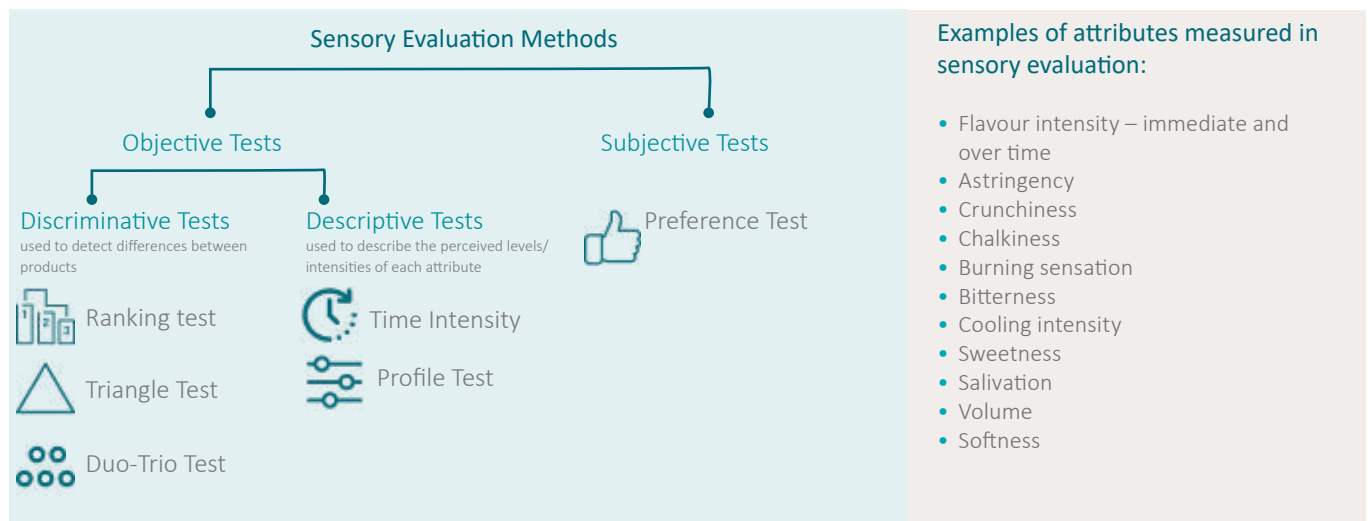 Sensory Evaluation Methods
Objective Tests
Subjective Tests
Discriminative Tests
used to detect differences between
products
Descriptive Tests
used to describe the perceived levels/
intensities of each attribute
Preference Test
1 2 3
Ranking test
Time Intensity
Triangle Test
Profile Test
Duo-Trio Test
Examples of attributes measured in
sensory evaluation:
• Flavour intensity – immediate and
over time
• Astringency
• Crunchiness
• Chalkiness
• Burning sensation
• Bitterness
• Cooling intensity
• Sweetness
• Salivation
• Volume
• Softness